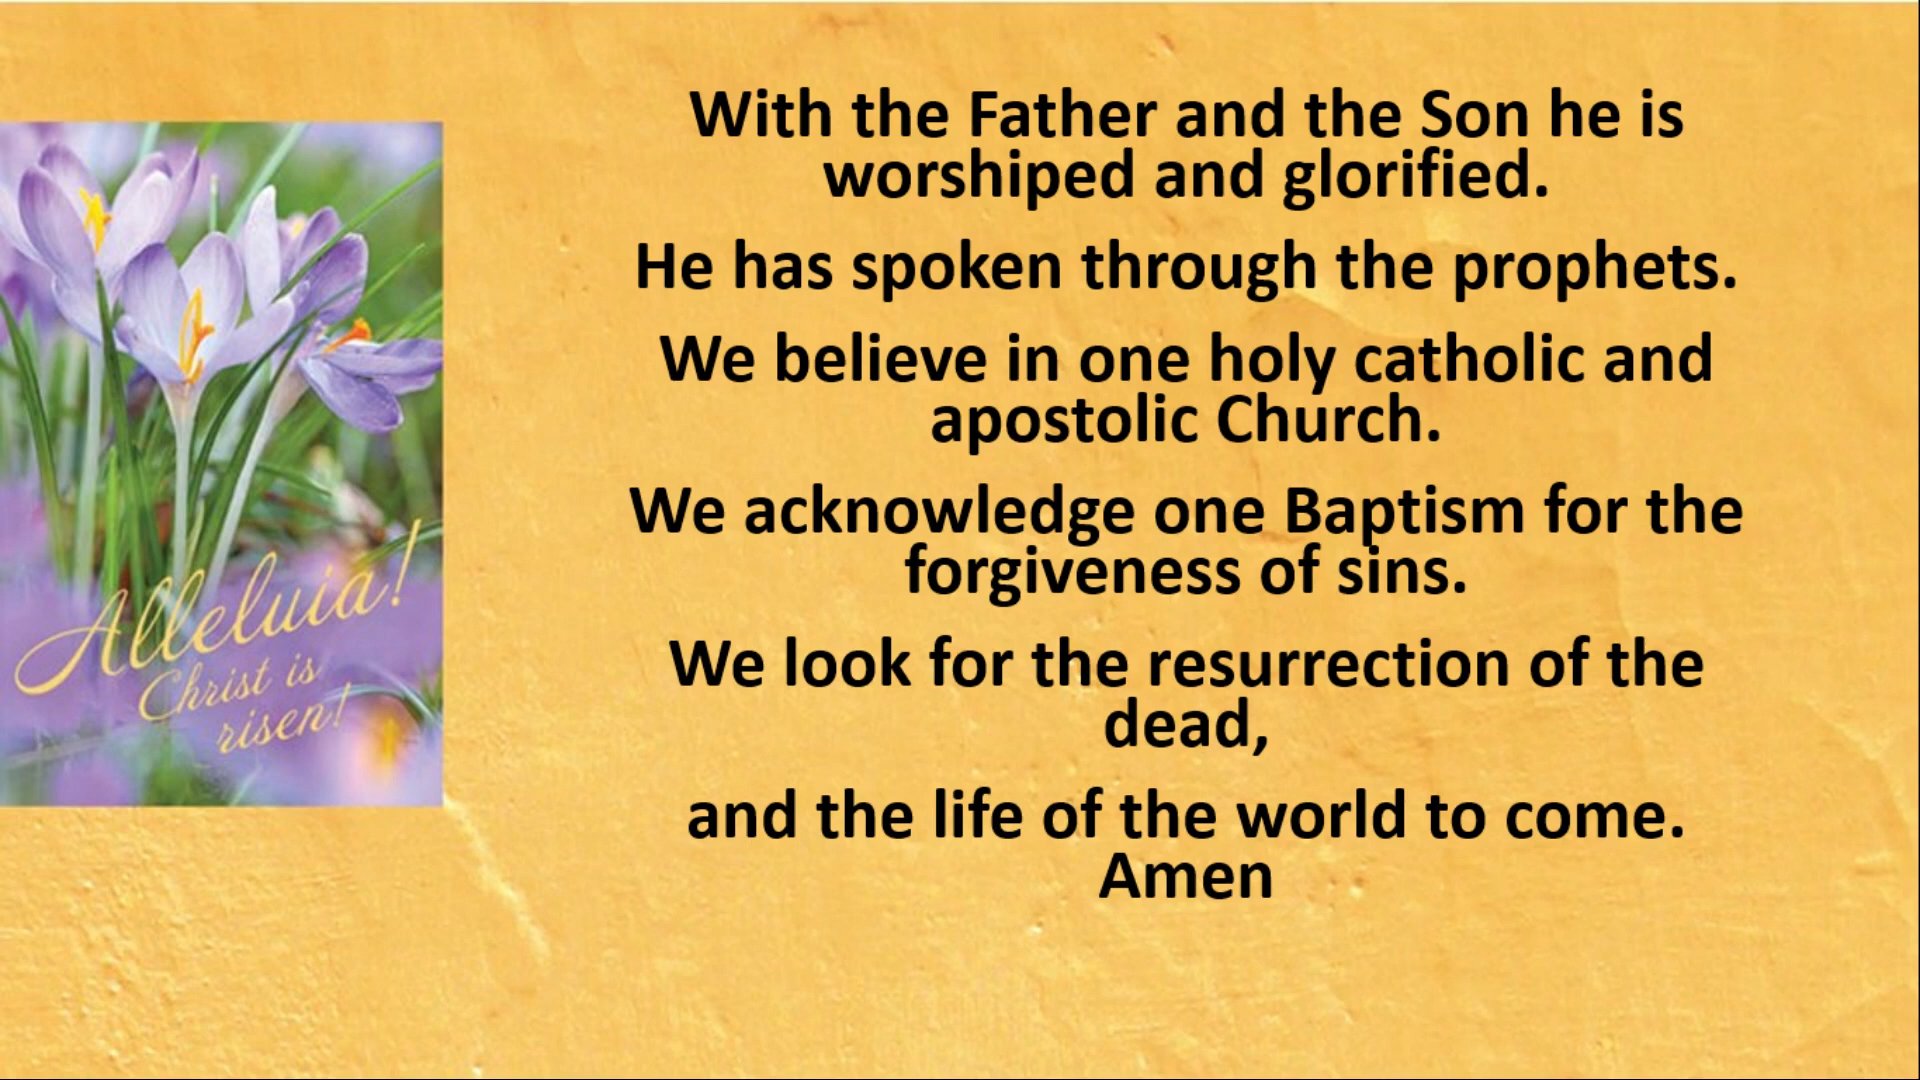 With the Father and the Son he is
worshiped and glorified.
He has spoken through the prophets.
We believe in one holy catholic and
apostolic Church.
We acknowledge one Baptism for the
forgiveness of sins.
We look for the resurrection of the
dead,
and the life of the world to come.
Amen
Alleluia!
Christ is
risen!